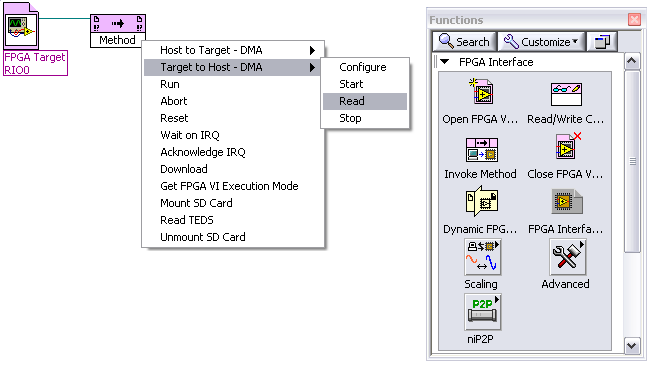 FPGA Target
RIO0
Method
Host to Target - DMA
Target to Host - DMA
Run
Abort
Reset
Wait on IRQ
Acknowledge IRQ
Download
Get FPGA VI Execution Mode
Mount SD Card
Read TEDS
Unmount SD Card
Configure
Start
Read
Stop
Functions
Search Customize
FPGA Interface
Open FPGA V... Read/Write C...
Invoke Method Close FPGA V...
Dynamic FPG... FPGA Interfa...
Scaling Advanced
P2P
niP2P